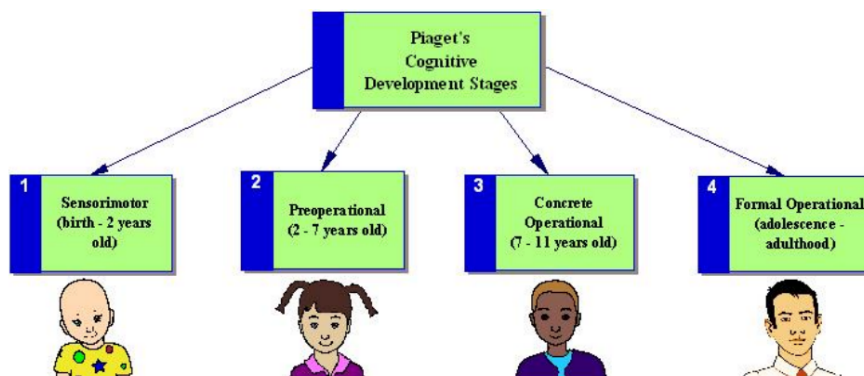 Piaget's
Cognitive
Development Stages
1
Sensorimotor
(birth - 2 years
old)
2
Preoperational
(2 - 7 years old)
3
Concrete
Operational
(7 - 11 years old)
4
Formal Operational
(adolescence -
adulthood)